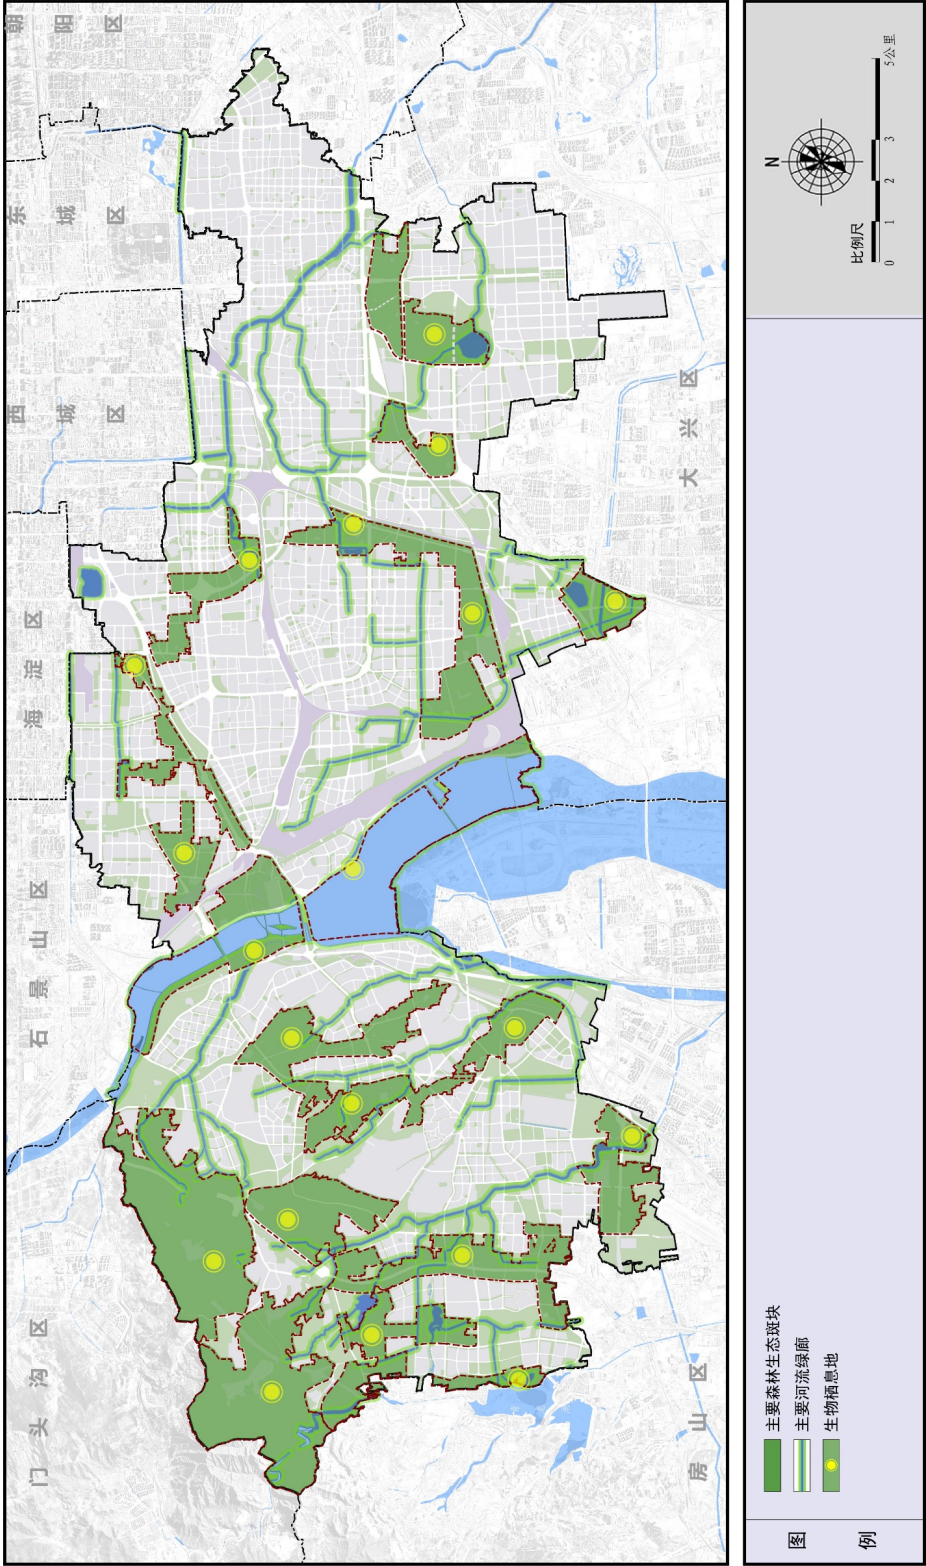 门头沟区
石景山区
海淀区
西城区
东城区
朝阳区
房山区
大兴区
图例
主要森林生态斑块
主要河流绿廊
生物栖息地
N
比例尺
0 1 2 3 5公里